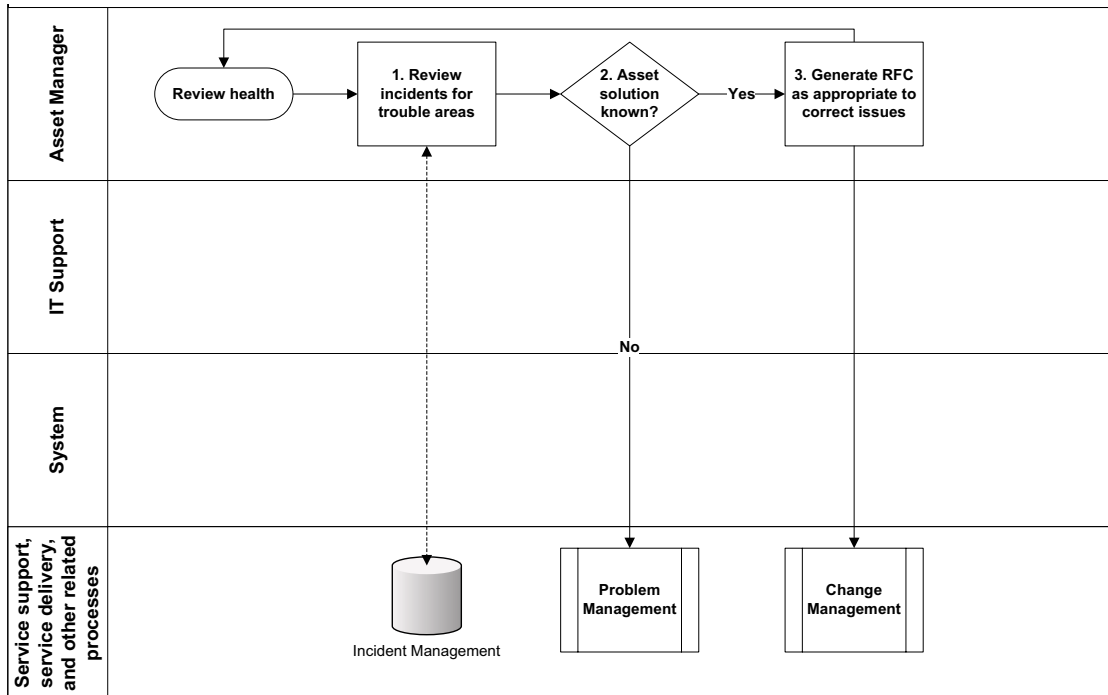 Asset Manager
Review health
1. Review
incidents for
trouble areas
2. Asset
solution
known?
Yes
3. Generate RFC
as appropriate to
correct issues
IT Support
No
System
Service support,
service delivery,
and other related
processes
Incident Management
Problem
Management
Change
Management